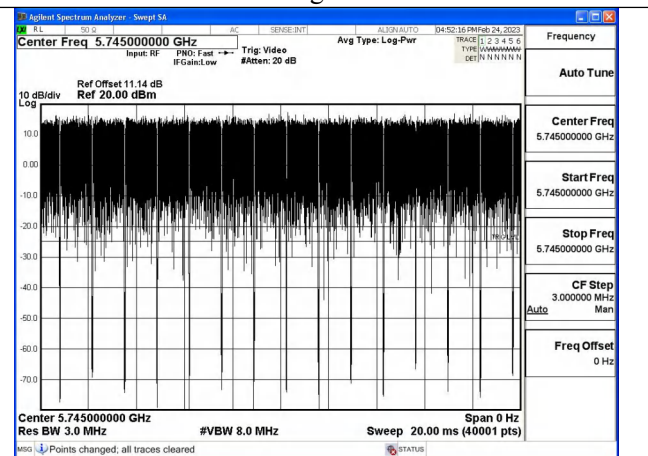 Agilent Spectrum Analyzer - Swept SA
RL 50 Ω AC SENSE:INT ALIGN AUTO 04:52:16 PM Feb 24, 2023
Center Freq 5.745000000 GHz
Input: RF PNO: Fast
IFGain:Low
Trig: Video
#Atten: 20 dB
Avg Type: Log-Pwr
TRACE 1 2 3 4 5 6
TYPE WWWWWW
DET N N N N N N
Ref Offset 11.14 dB
10 dB/div Ref 20.00 dBm
Log
10.0
0.00
-10.0
-20.0
-30.0
-40.0
-50.0
-60.0
-70.0
Center 5.745000000 GHz Span 0 Hz
Res BW 3.0 MHz #VBW 8.0 MHz Sweep 20.00 ms (40001 pts)
MSG Points changed; all traces cleared STATUS
Frequency
Auto Tune
Center Freq
5.745000000 GHz
Start Freq
5.745000000 GHz
Stop Freq
5.745000000 GHz
CF Step
3.000000 MHz
Auto Man
Freq Offset
0 Hz